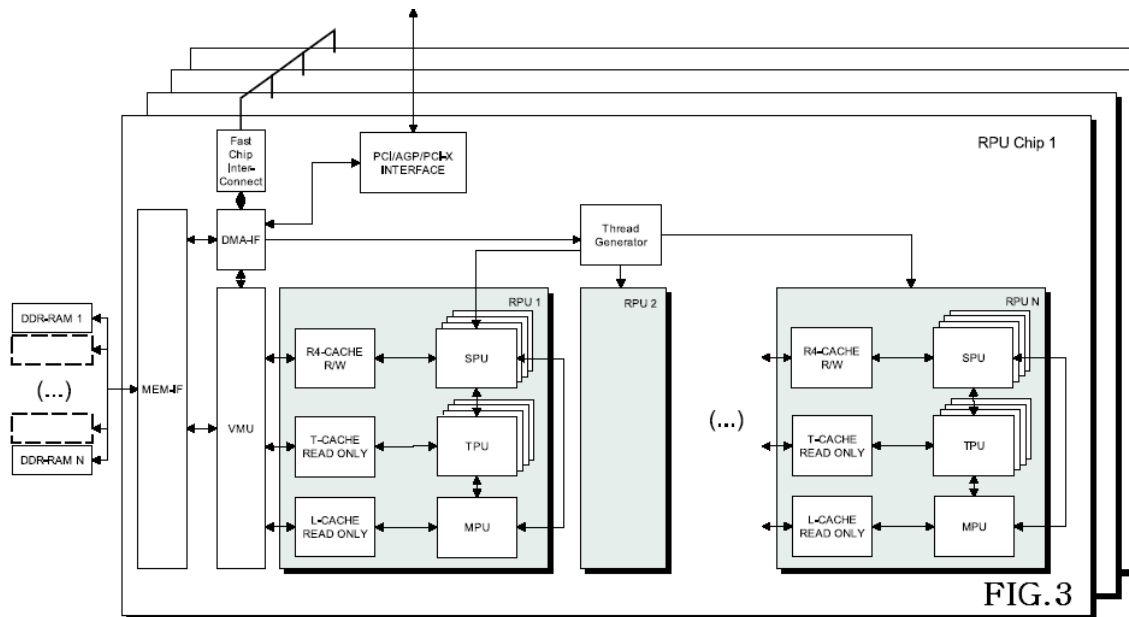 Fast
Chip
Inter-
Connect
PCI/AGP/PCI-X
INTERFACE
RPU Chip 1
DMA-IF
Thread
Generator
RPU 1
RPU 2
RPU N
DDR-RAM 1
(...)
DDR-RAM N
MEM-IF
VMU
R4-CACHE
R/W
SPU
T-CACHE
READ ONLY
TPU
L-CACHE
READ ONLY
MPU
(...)
R4-CACHE
R/W
SPU
T-CACHE
READ ONLY
TPU
L-CACHE
READ ONLY
MPU
FIG.3